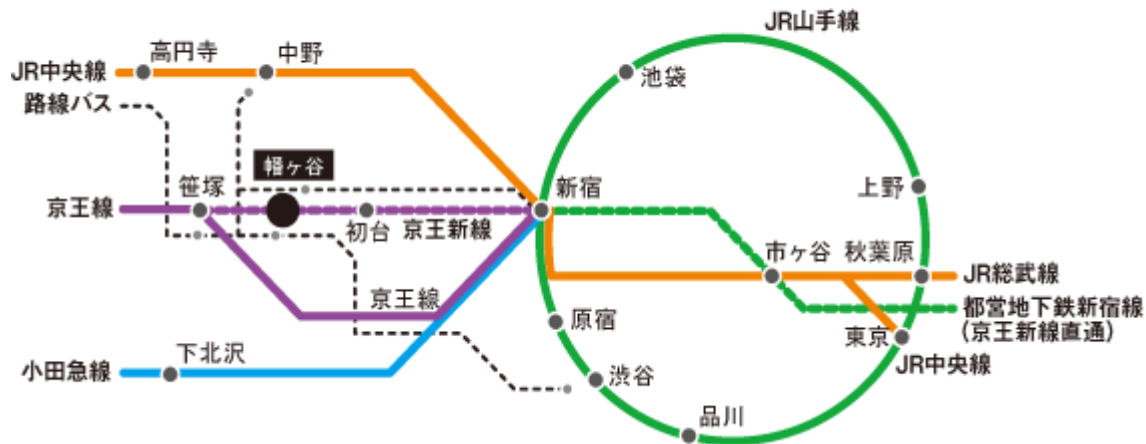 JR山手線
高円寺
中野
JR中央線
池袋
路線バス
幡ヶ谷
笹塚
新宿
上野
京王線
初台
京王新線
市ヶ谷
秋葉原
JR総武線
京王線
都営地下鉄新宿線
(京王新線直通)
原宿
東京
下北沢
小田急線
JR中央線
渋谷
品川